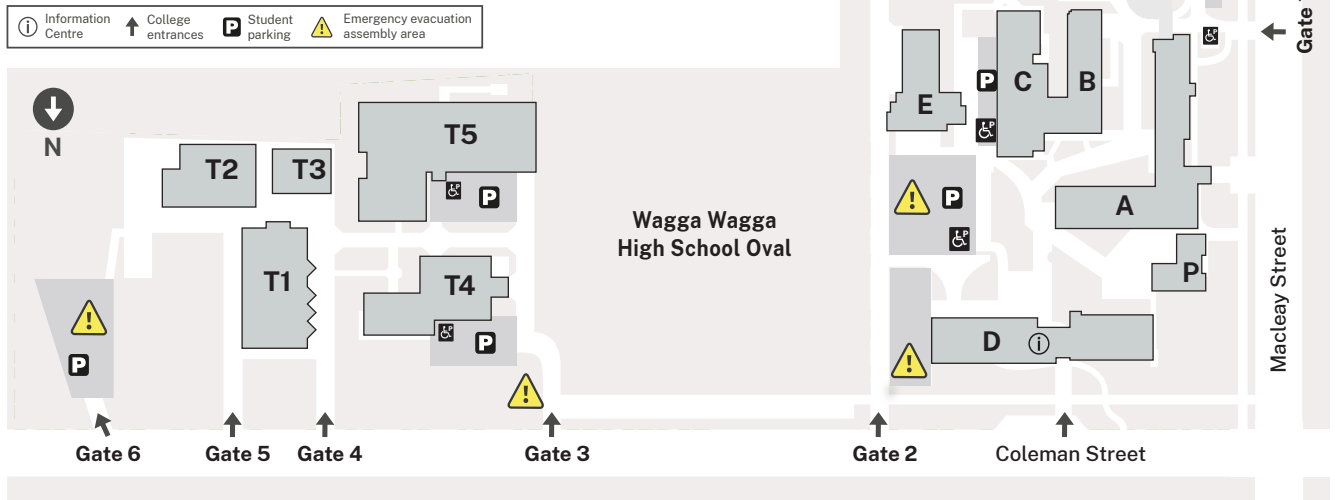 Information
Centre
College
entrances
P
Student
parking
Emergency evacuation
assembly area
N
T2
T3
T5
P
P
T1
T4
P
P
P
Wagga Wagga
High School Oval
E
P
P
C
B
P
Gate
P
P
A
P
D
Macleay Street
Gate 6
Gate 5
Gate 4
Gate 3
Gate 2
Coleman Street